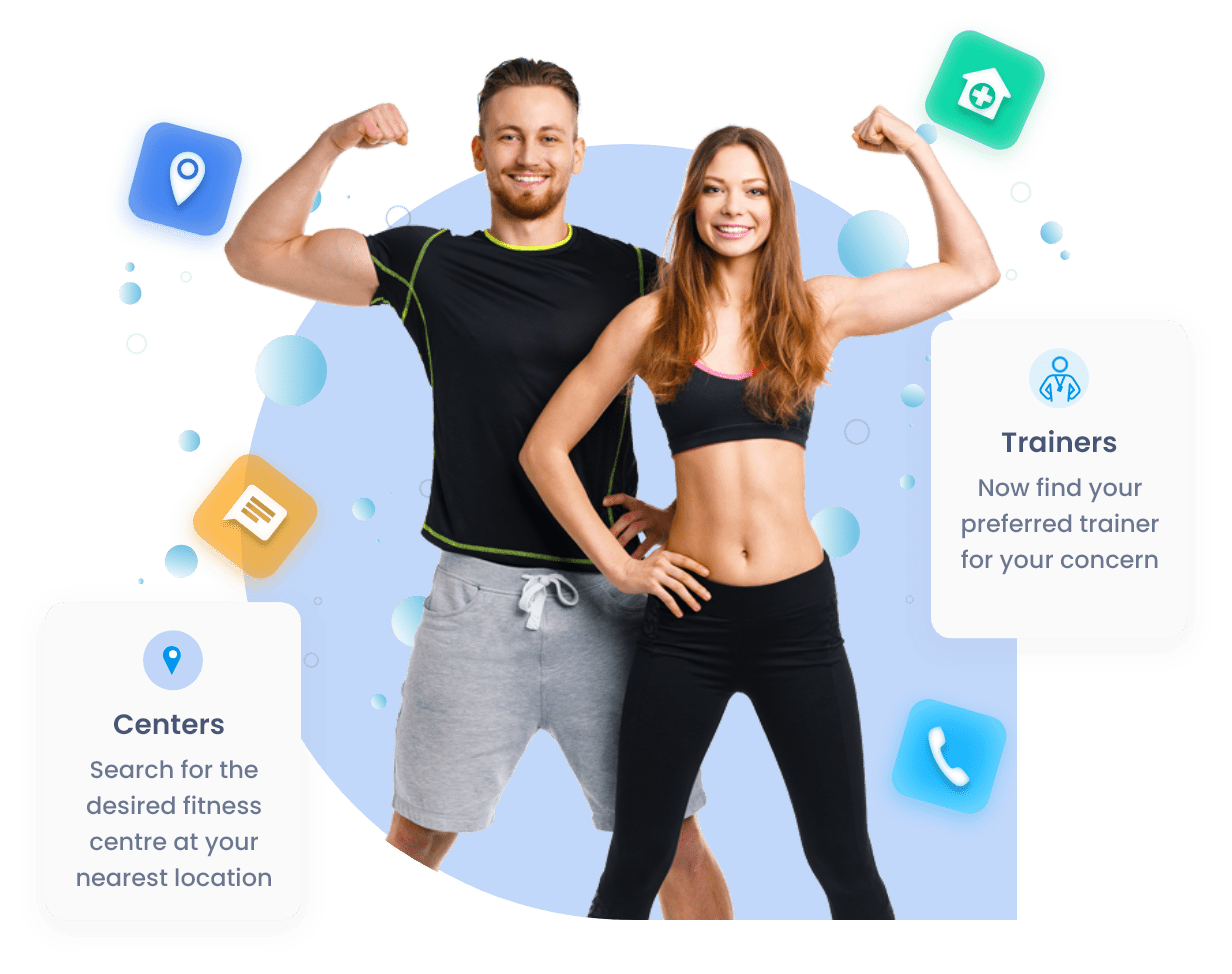 Trainers
Now find your
preferred trainer
for your concern
Centers
Search for the
desired fitness
centre at your
nearest location